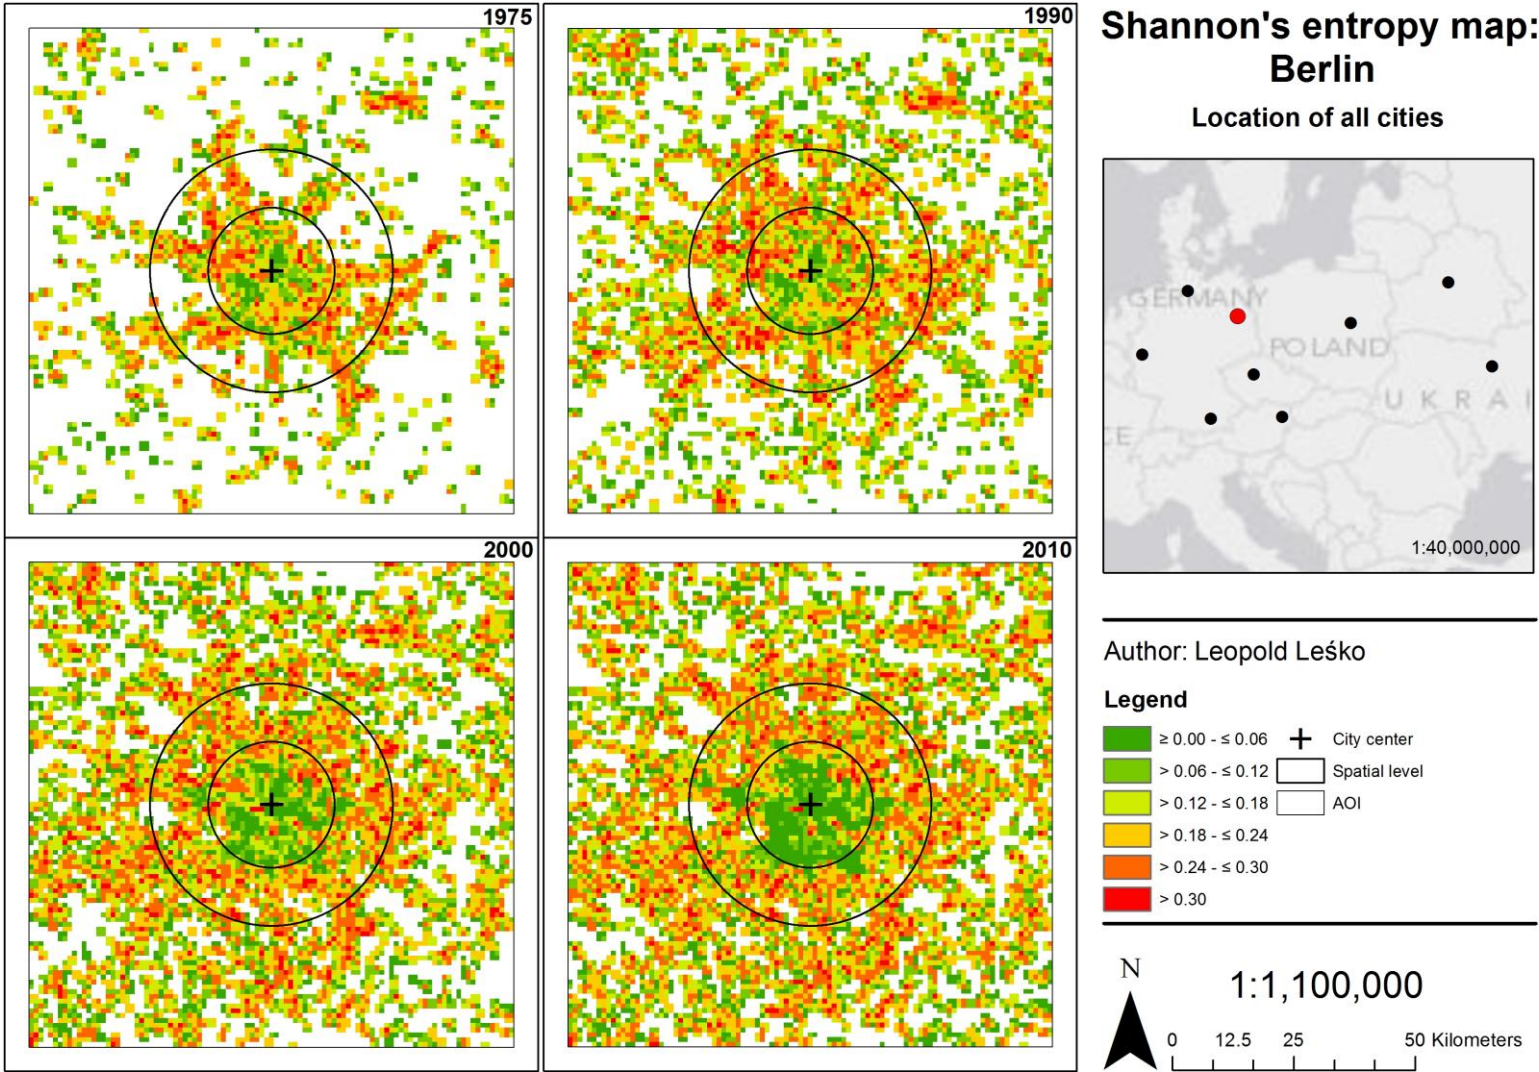 1975
1990
2000
2010
Shannon's entropy map:
Berlin
Location of all cities
GERMANY
POLAND
UKRAI
CE
1:40,000,000
Author: Leopold Leśko
Legend
≥ 0.00 - ≤ 0.06
> 0.06 - ≤ 0.12
> 0.12 - ≤ 0.18
> 0.18 - ≤ 0.24
> 0.24 - ≤ 0.30
> 0.30
City center
Spatial level
AOI
N
1:1,100,000
0 12.5 25 50 Kilometers